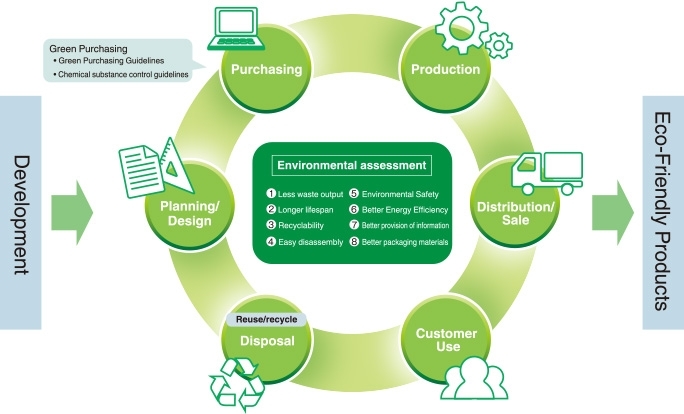 Green Purchasing
• Green Purchasing Guidelines
• Chemical substance control guidelines
Purchasing
Production
Development
Planning/
Design
Environmental assessment
1 Less waste output
2 Longer lifespan
3 Recyclability
4 Easy disassembly
5 Environmental Safety
6 Better Energy Efficiency
7 Better provision of information
8 Better packaging materials
Distribution/
Sale
Eco-Friendly Products
Reuse/recycle
Disposal
Customer
Use